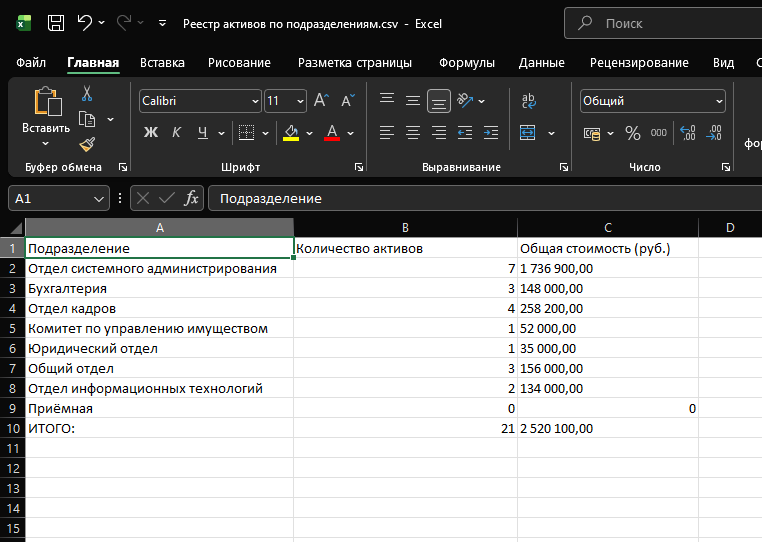 Реестр активов по подразделениям.csv - Excel
Поиск
Файл Главная Вставка Рисование Разметка страницы Формулы Данные Рецензирование Вид
Calibri 11 Общий
Вставить
Ж К Ч % 000
Буфер обмена Шрифт Выравнивание Число
A1 fx Подразделение
A B C D
1 Подразделение Количество активов Общая стоимость (руб.)
2 Отдел системного администрирования 7 1 736 900,00
3 Бухгалтерия 3 148 000,00
4 Отдел кадров 4 258 200,00
5 Комитет по управлению имуществом 1 52 000,00
6 Юридический отдел 1 35 000,00
7 Общий отдел 3 156 000,00
8 Отдел информационных технологий 2 134 000,00
9 Приёмная 0 0
10 ИТОГО: 21 2 520 100,00
11
12
13
14
15